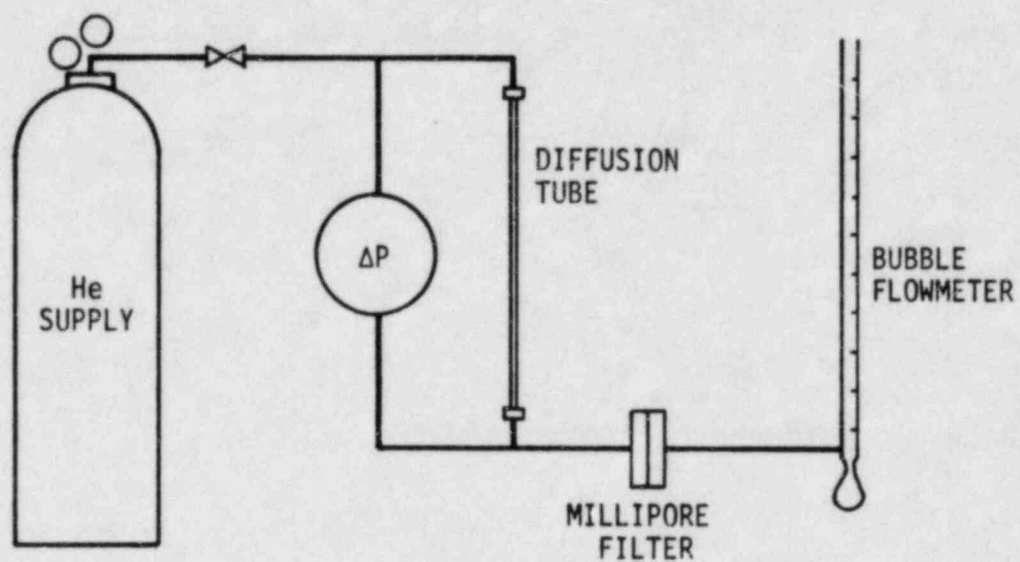 He
SUPPLY
ΔP
DIFFUSION
TUBE
BUBBLE
FLOWMETER
MILLIPORE
FILTER